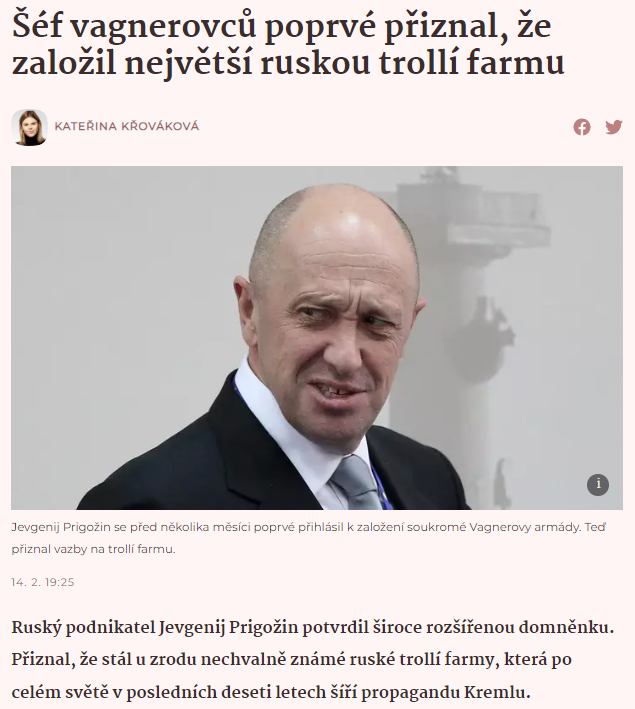 Šéf vagnerovců poprvé přiznal, že
založil největší ruskou trollí farmu
KATEŘINA KŘOVÁKOVÁ
i
Jevgenij Prigožin se před několika měsíci poprvé přihlásil k založení soukromé Vagnerovy armády. Teď
přiznal vazby na trollí farmu.
14. 2. 19:25
Ruský podnikatel Jevgenij Prigožin potvrdil široce rozšířenou domněnku.
Přiznal, že stál u zrodu nechvalně známé ruské trollí farmy, která po
celém světě v posledních deseti letech šíří propagandu Kremlu.